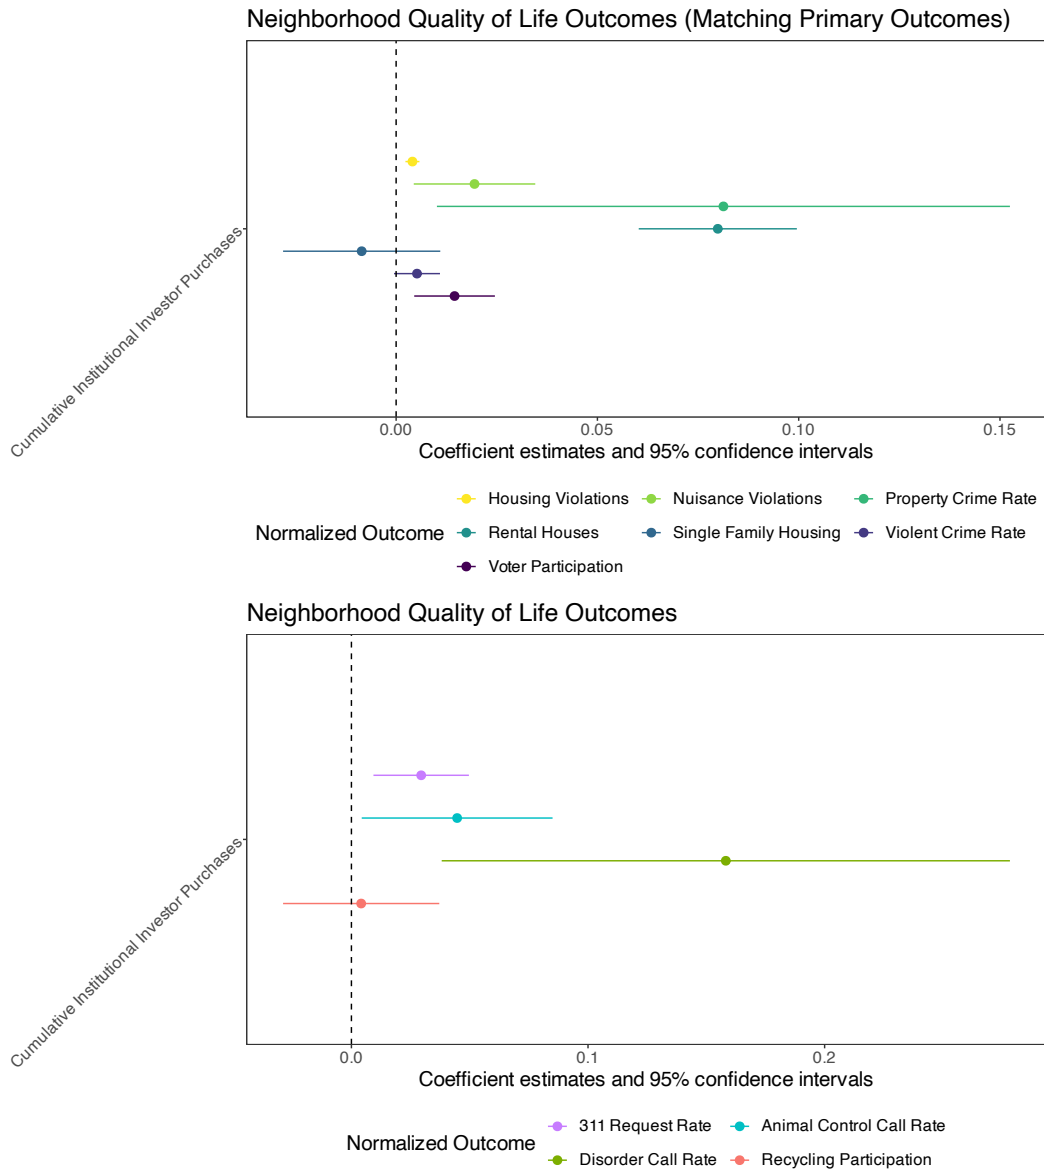 Neighborhood Quality of Life Outcomes (Matching Primary Outcomes)
Cumulative Institutional Investor Purchases
0.00 0.05 0.10 0.15
Coefficient estimates and 95% confidence intervals
Normalized Outcome
Housing Violations Nuisance Violations Property Crime Rate
Rental Houses Single Family Housing Violent Crime Rate
Voter Participation
Neighborhood Quality of Life Outcomes
Cumulative Institutional Investor Purchases
0.0 0.1 0.2
Coefficient estimates and 95% confidence intervals
Normalized Outcome
311 Request Rate Animal Control Call Rate
Disorder Call Rate Recycling Participation